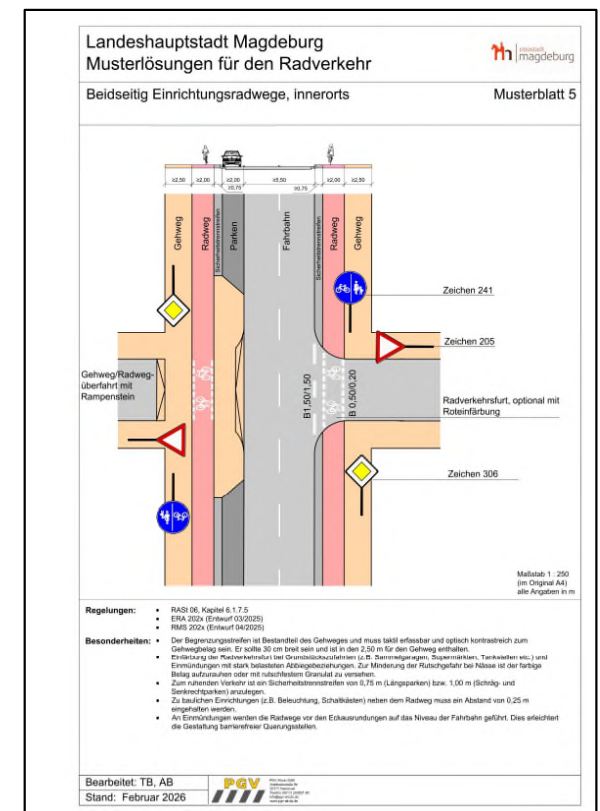 Landeshauptstadt Magdeburg
Musterlösungen für den Radverkehr
magdeburg
Beidseitig Einrichtungsradwege, innerorts
Musterblatt 5
≥2,50 ≥2,00 ≥2,00 ≥5,50 ≥2,00 ≥2,50
≥0,75 ≥0,75
Gehweg
Radweg
Sicherheitstrennstreifen
Parken
Fahrbahn
Sicherheitstrennstreifen
Radweg
Gehweg
Zeichen 241
Zeichen 205
Gehweg/Radweg-
überfahrt mit
Rampenstein
B1,50/1,50
B 0,50/0,20
Radverkehrsfurt, optional mit
Roteinfärbung
Zeichen 306
Maßstab 1 : 250
(im Original A4)
alle Angaben in m
Regelungen:
• RASt 06, Kapitel 6.1.7.5
• ERA 202x (Entwurf 03/2025)
• RMS 202x (Entwurf 04/2025)
Besonderheiten:
• Der Begrenzungsstreifen ist Bestandteil des Gehweges und muss taktil erfassbar und optisch kontrastreich zum
Gehwegbelag sein. Er sollte 30 cm breit sein und ist in den 2,50 m für den Gehweg enthalten.
• Einfärbung der Radverkehrsfurt bei Grundstückszufahrten (z.B. Sammelgaragen, Supermärkten, Tankstellen etc.) und
Einmündungen mit stark belasteten Abbiegebeziehungen. Zur Minderung der Rutschgefahr bei Nässe ist der farbige
Belag aufzurauhen oder mit rutschfestem Granulat zu versehen.
• Zum ruhenden Verkehr ist ein Sicherheitstrennstreifen von 0,75 m (Längsparken) bzw. 1,00 m (Schräg- und
Senkrechtparken) anzulegen.
• Zu baulichen Einrichtungen (z.B. Beleuchtung, Schaltkästen) neben dem Radweg muss ein Abstand von 0,25 m
eingehalten werden.
• An Einmündungen werden die Radwege vor den Eckausrundungen auf das Niveau der Fahrbahn geführt. Dies erleichtert
die Gestaltung barrierefreier Querungsstellen.
Bearbeitet: TB, AB
Stand: Februar 2026
PGV